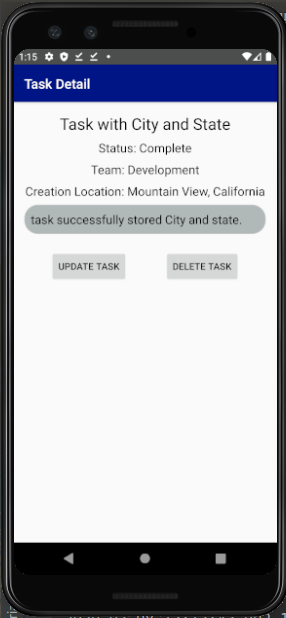 1:15
Task Detail
Task with City and State
Status: Complete
Team: Development
Creation Location: Mountain View, California
task successfully stored City and state.
UPDATE TASK DELETE TASK